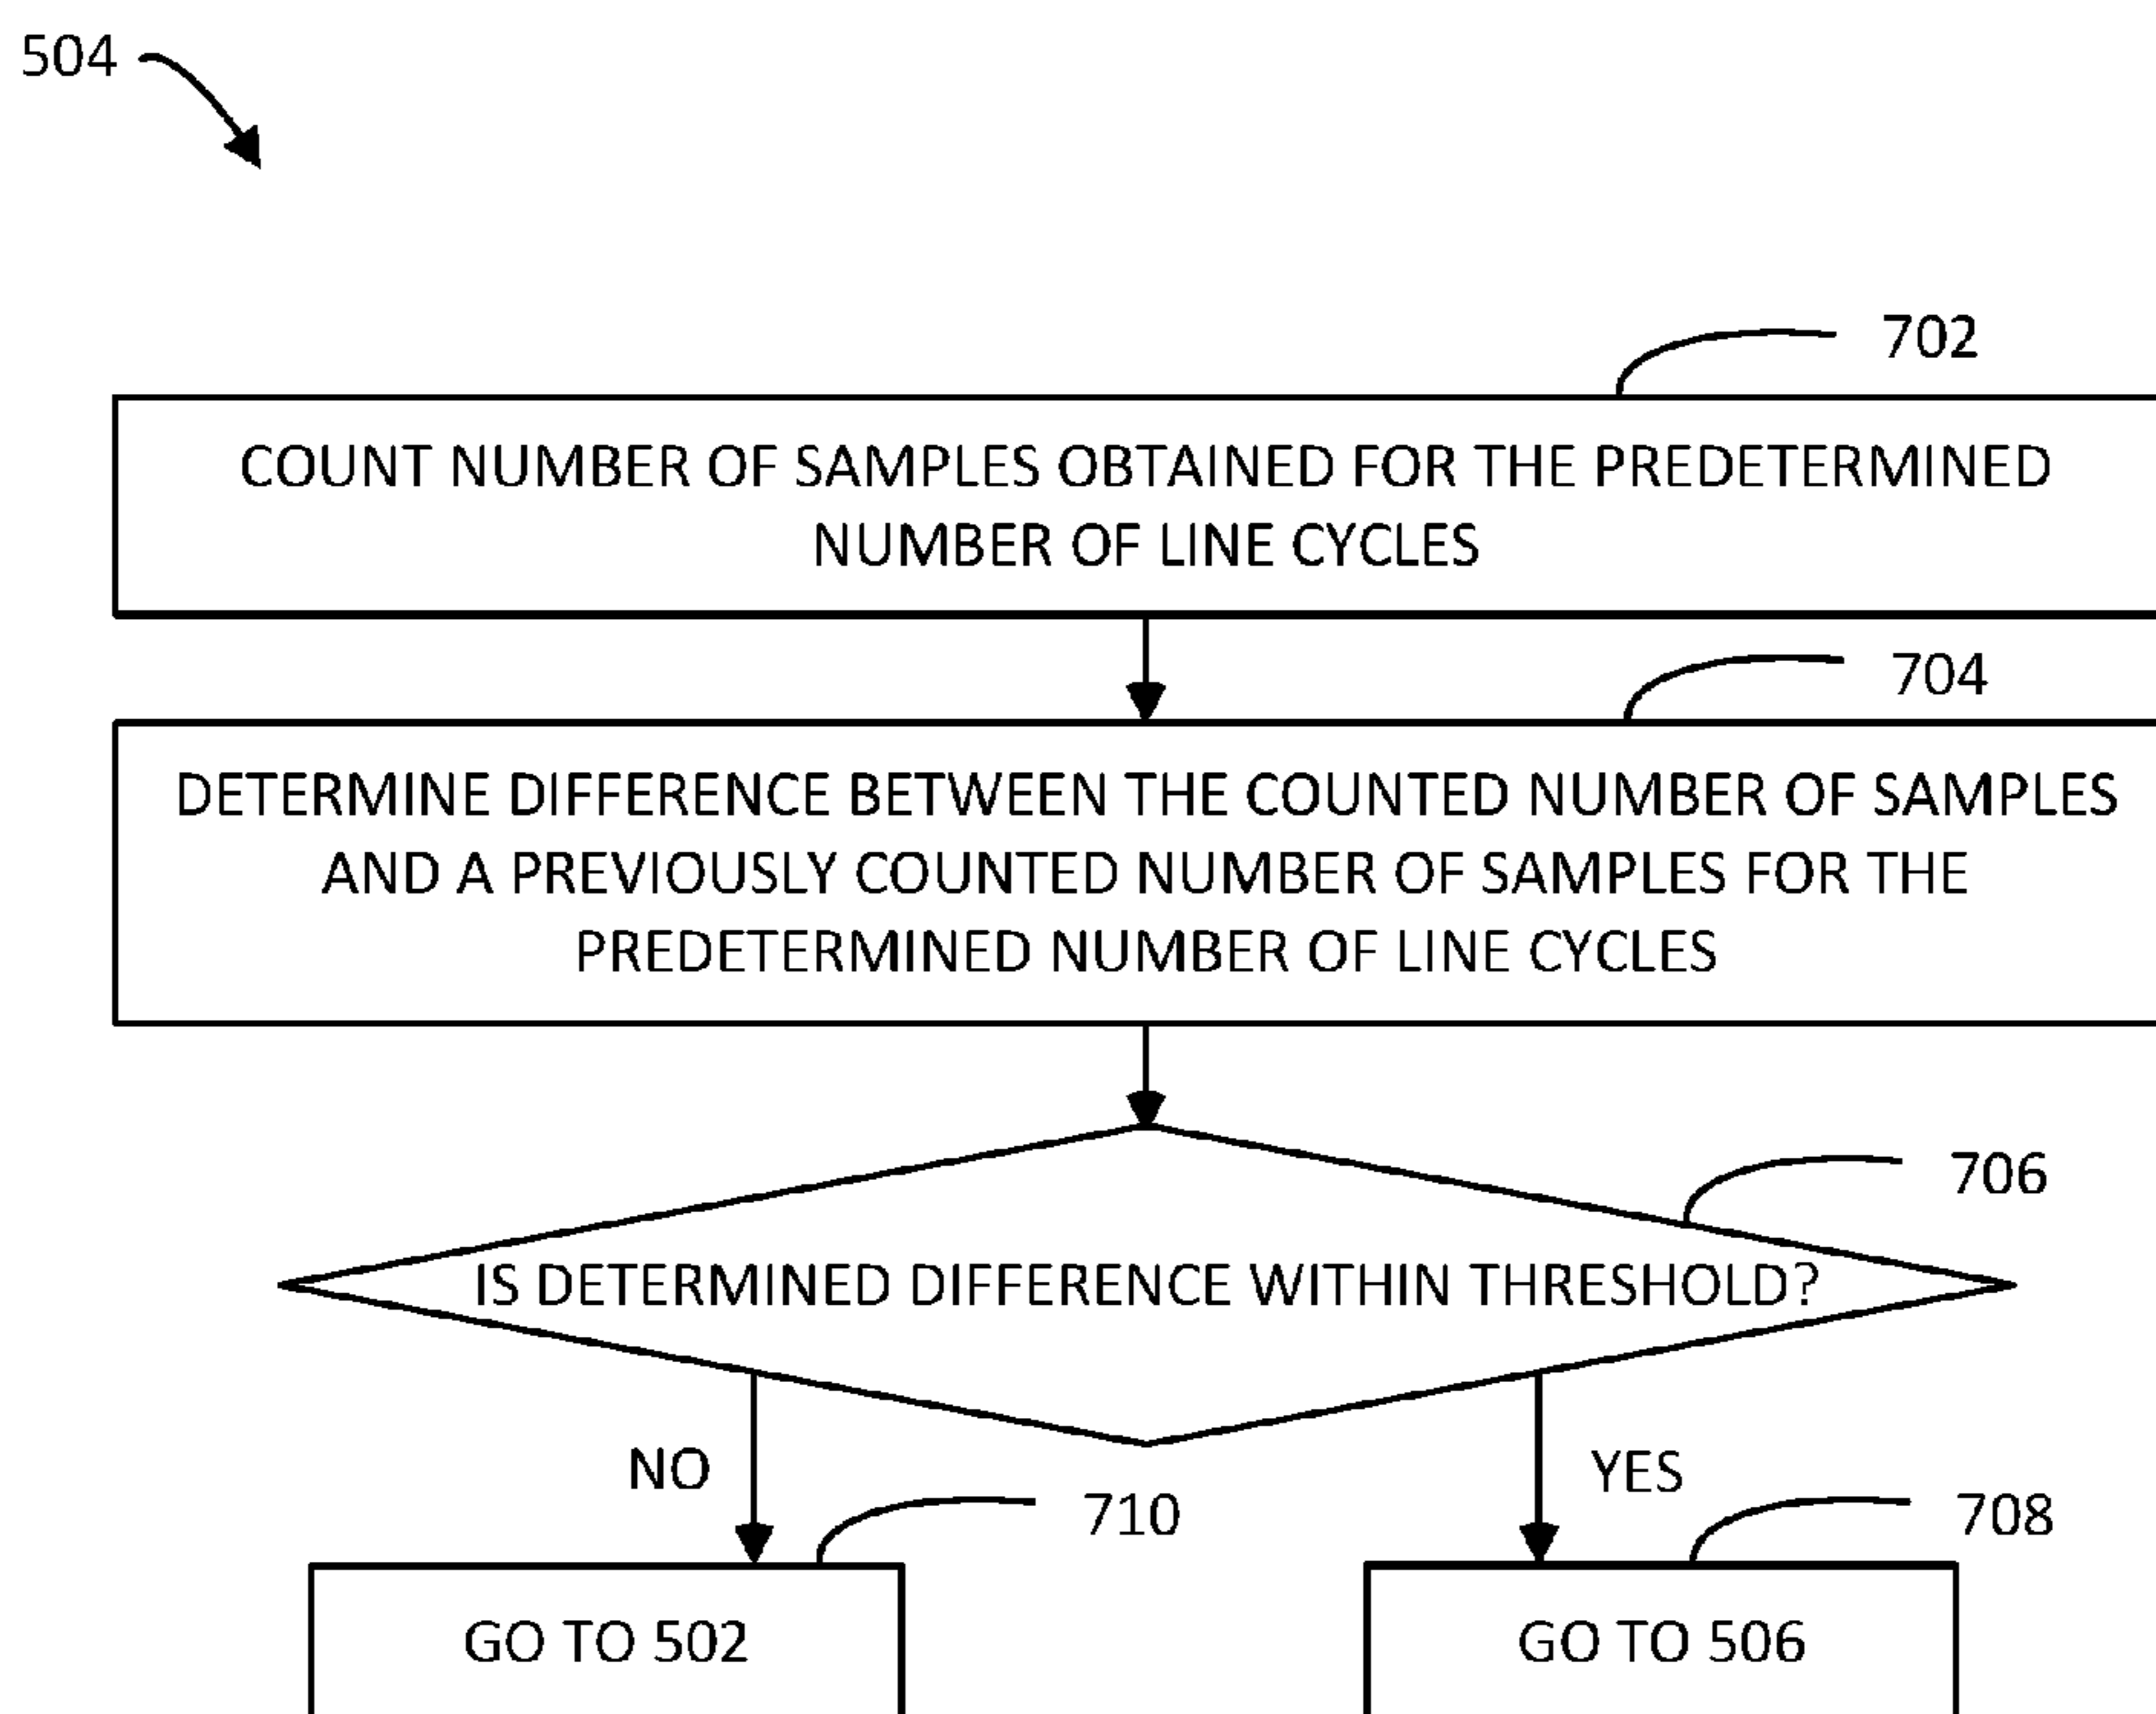 504
702
COUNT NUMBER OF SAMPLES OBTAINED FOR THE PREDETERMINED
NUMBER OF LINE CYCLES
704
DETERMINE DIFFERENCE BETWEEN THE COUNTED NUMBER OF SAMPLES
AND A PREVIOUSLY COUNTED NUMBER OF SAMPLES FOR THE
PREDETERMINED NUMBER OF LINE CYCLES
706
IS DETERMINED DIFFERENCE WITHIN THRESHOLD?
NO
YES
710
708
GO TO 502
GO TO 506